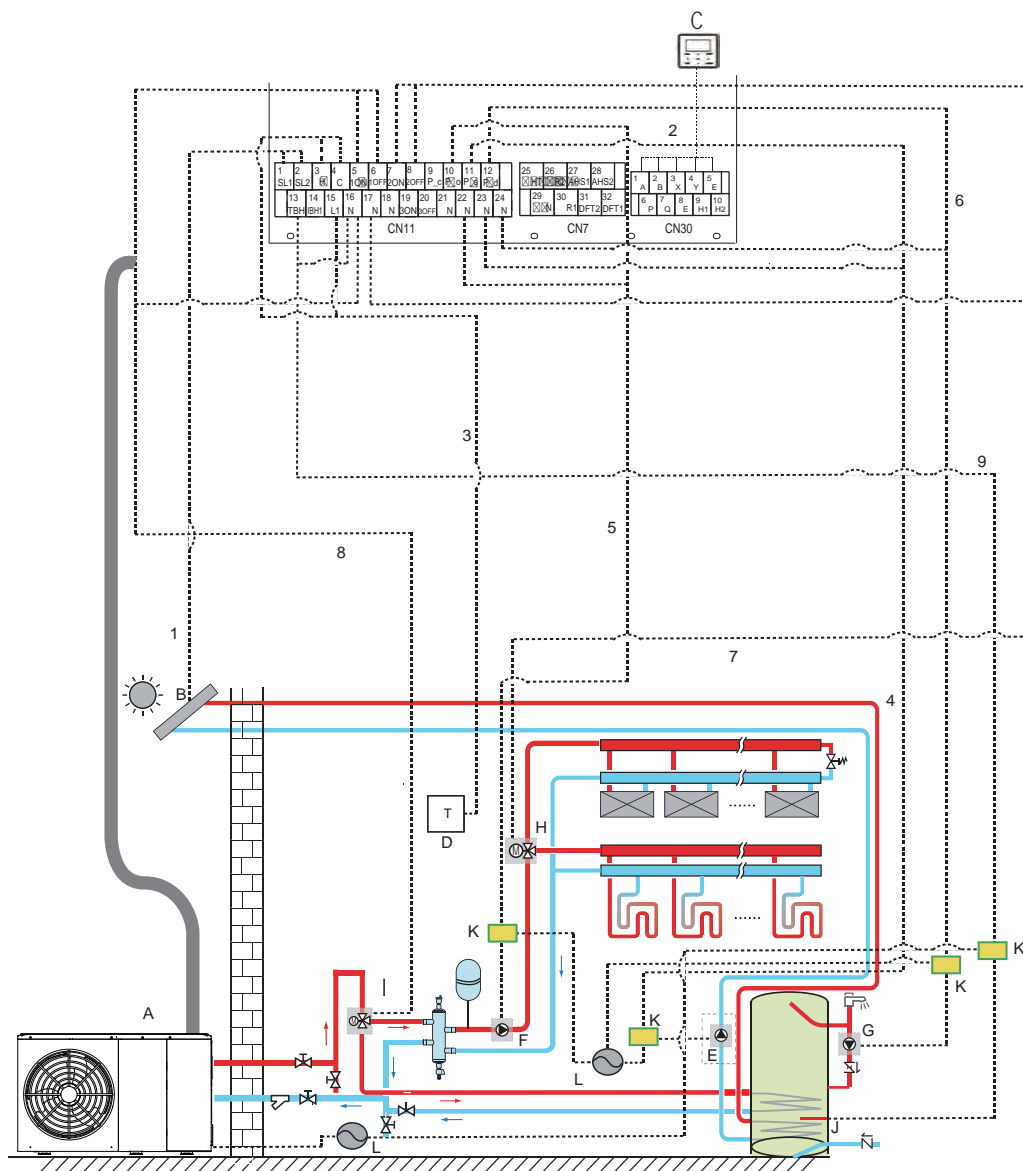 C
2
6
1 2 3 4 5 6 7 8 9 10 11 12
SL1 SL2 C 1OFF 2ON 2OFF P_c
13 14 15 16 17 18 19 20 21 22 23 24
TBH IBH1 L1 N N N 3ON 3OFF N N N N
CN11
25 26 27 28
AHS2
29 30 31 32
N R1 DFT2 DFT1
CN7
1 2 3 4 5
A B X Y E
6 7 8 9 10
P Q E H1 H2
CN30
3
9
5
8
1
7
B
4
T
D
H
M
K
K
K
I
A
M
F
K
G
E
L
J
L